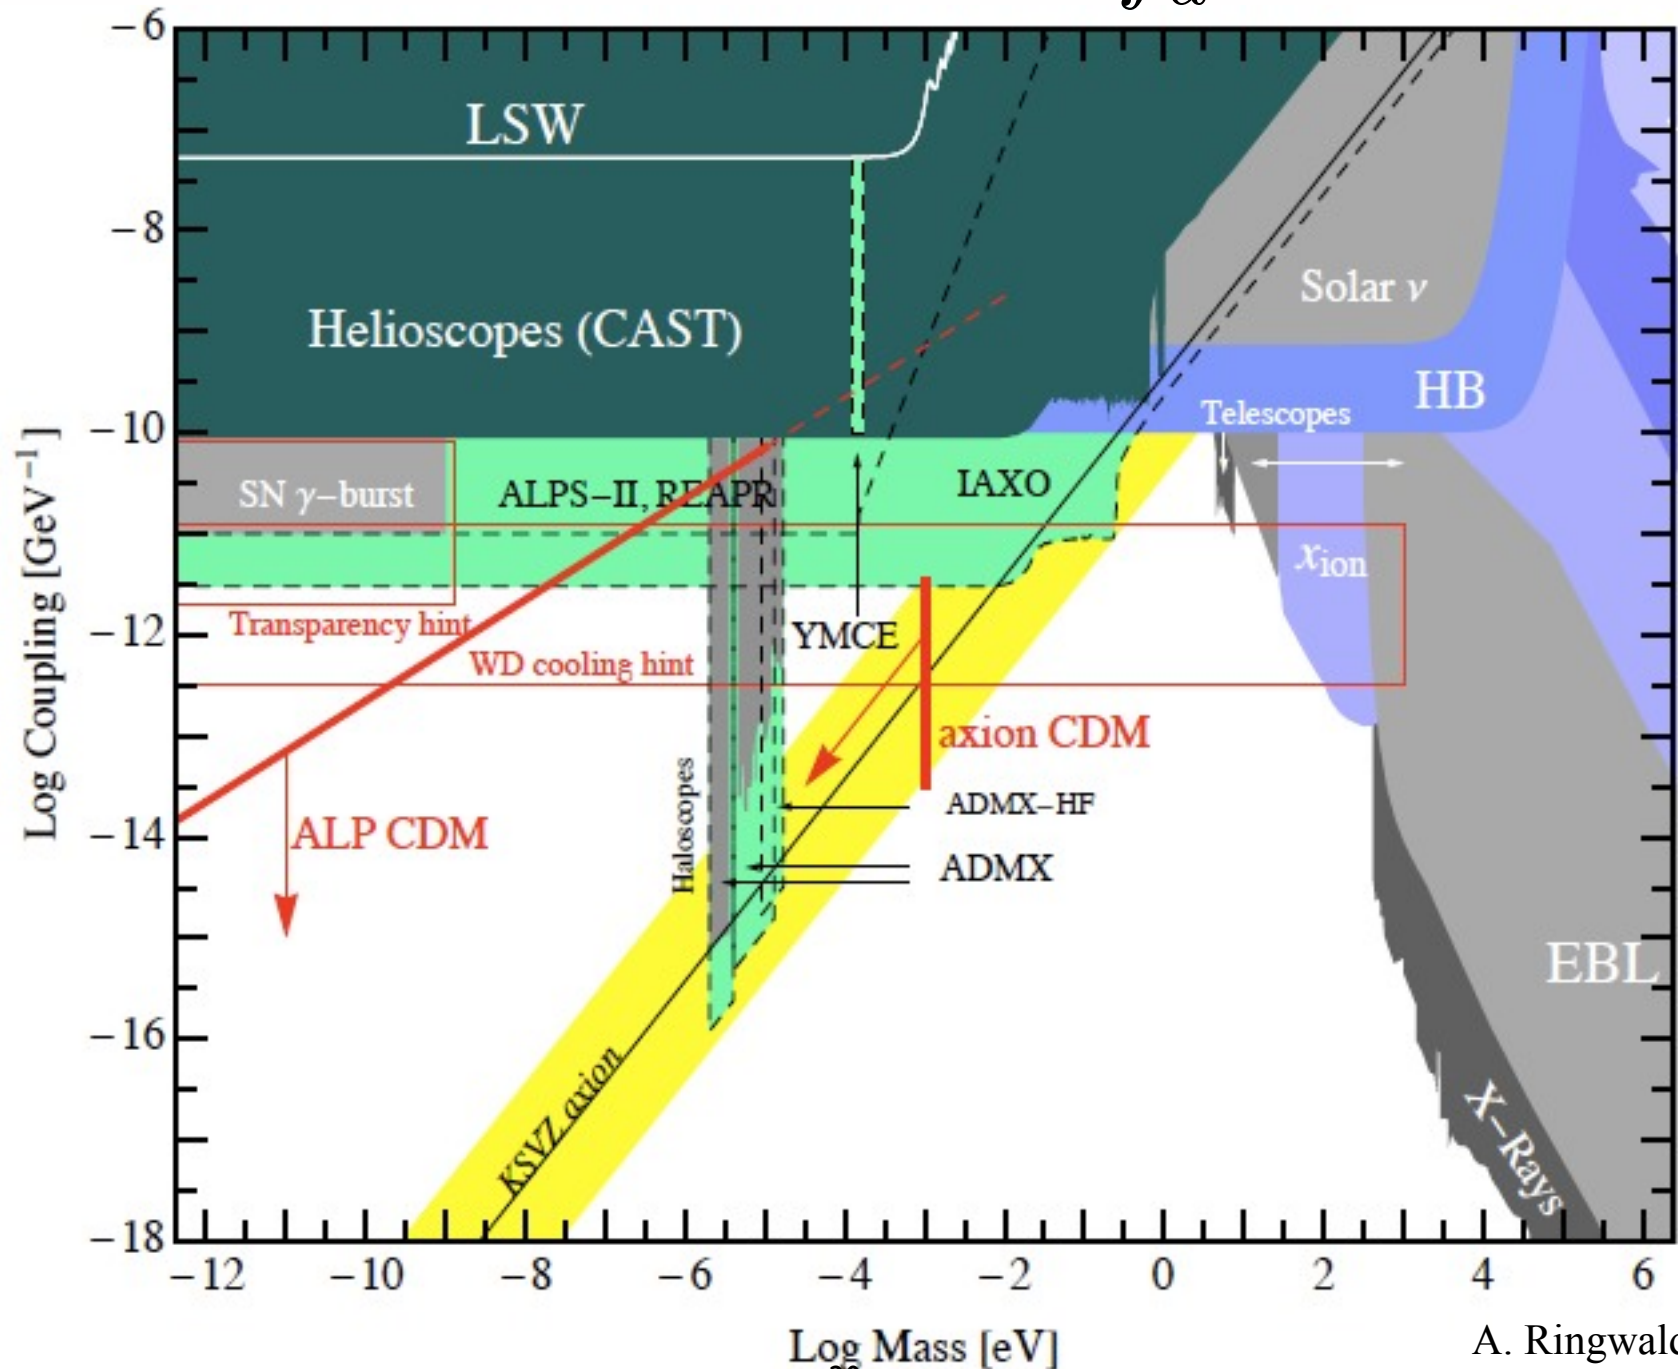 −6
−8
−10
−12
−14
−16
−18
Log Coupling [GeV⁻¹]
LSW
Helioscopes (CAST)
Solar ν
HB
Telescopes
SN γ−burst
ALPS−II, REAPR
IAXO
x_ion
Transparency hint
YMCE
WD cooling hint
axion CDM
Haloscopes
ADMX−HF
ALP CDM
ADMX
EBL
KSVZ axion
X−Rays
−12 −10 −8 −6 −4 −2 0 2 4 6
Log Mass [eV]